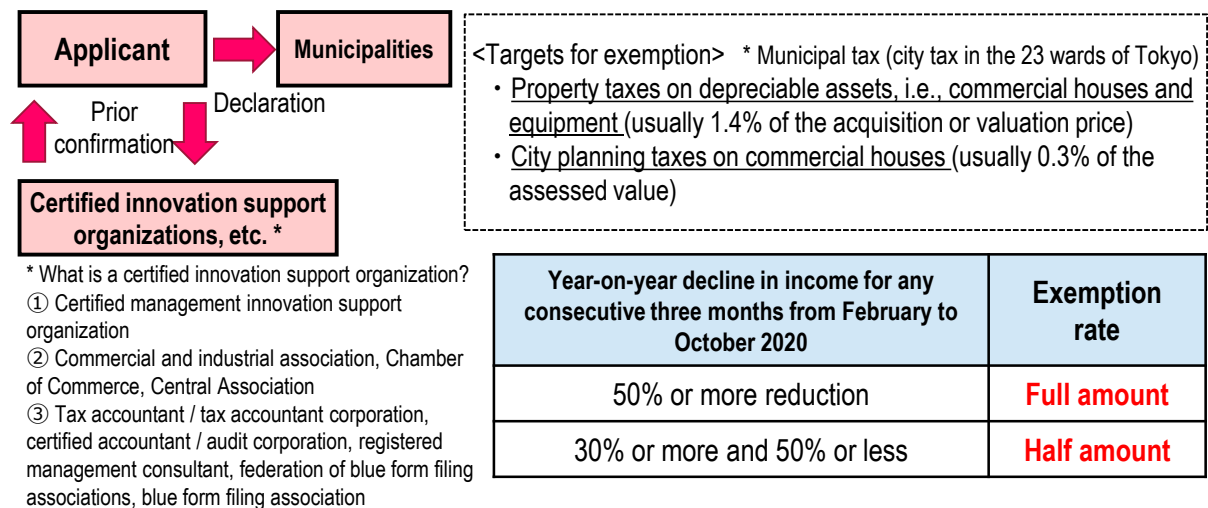 Applicant
Municipalities
Prior
confirmation
Declaration
Certified innovation support
organizations, etc. *
* What is a certified innovation support organization?
① Certified management innovation support
organization
② Commercial and industrial association, Chamber
of Commerce, Central Association
③ Tax accountant / tax accountant corporation,
certified accountant / audit corporation, registered
management consultant, federation of blue form filing
associations, blue form filing association
<Targets for exemption> * Municipal tax (city tax in the 23 wards of Tokyo)
・Property taxes on depreciable assets, i.e., commercial houses and
equipment (usually 1.4% of the acquisition or valuation price)
・City planning taxes on commercial houses (usually 0.3% of the
assessed value)
Year-on-year decline in income for any
consecutive three months from February to
October 2020
Exemption
rate
50% or more reduction
Full amount
30% or more and 50% or less
Half amount